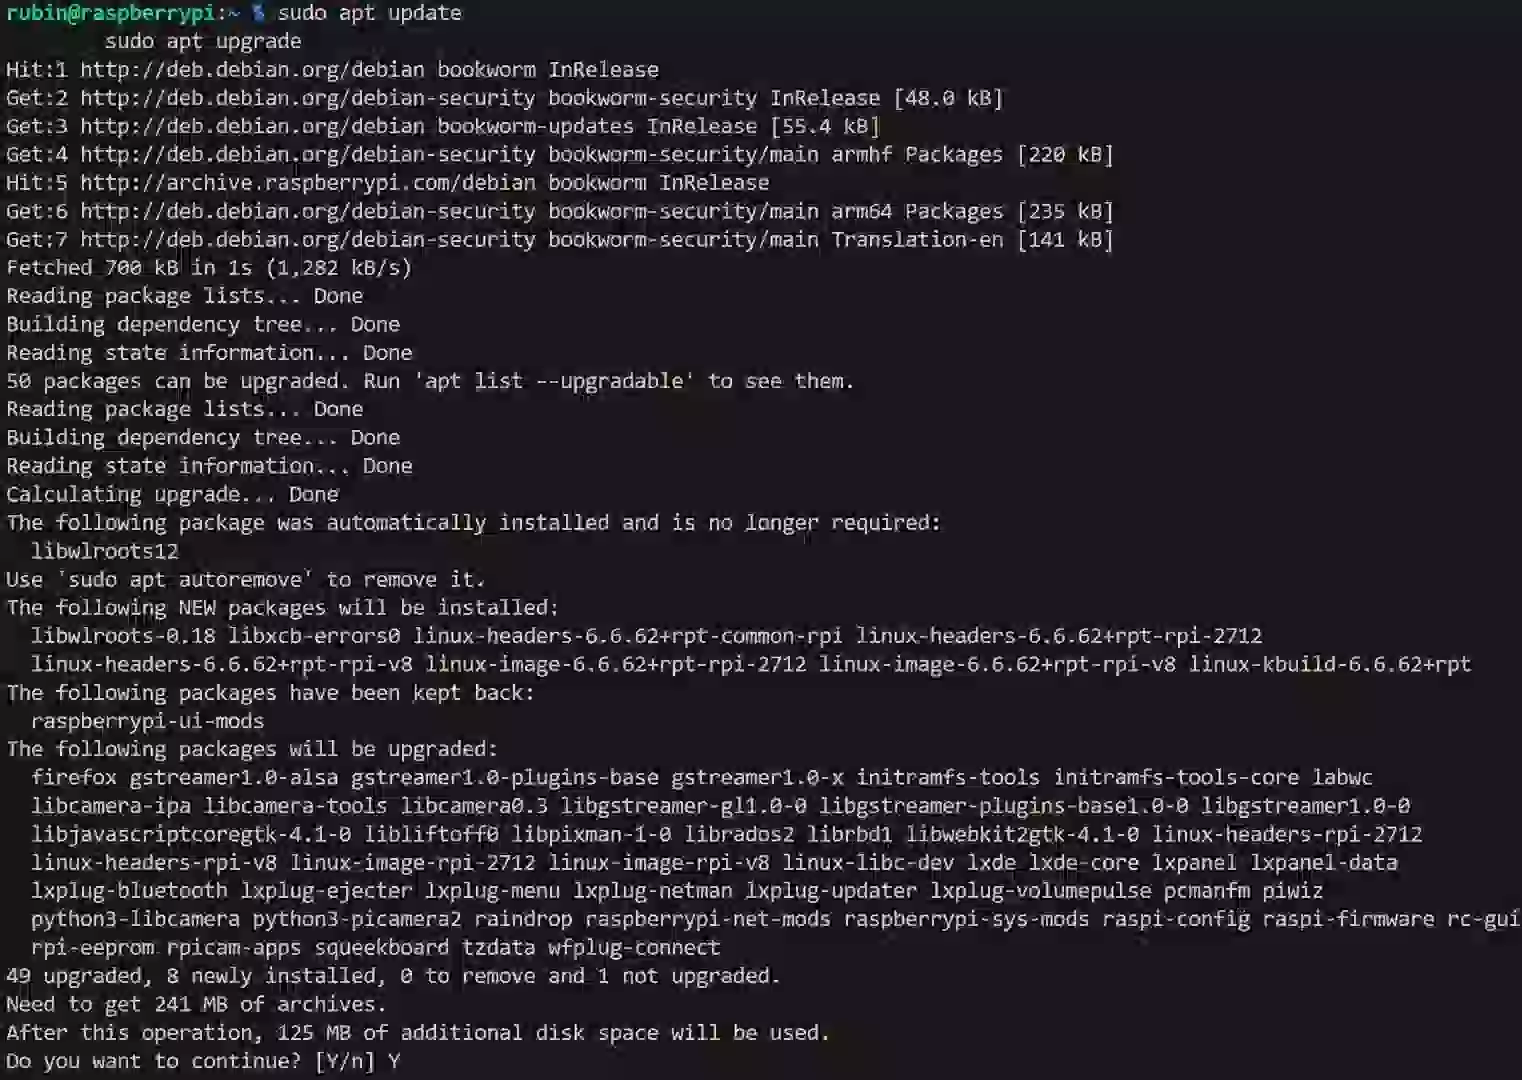 rubin@raspberrypi:~ $ sudo apt update
sudo apt upgrade
Hit:1 http://deb.debian.org/debian bookworm InRelease
Get:2 http://deb.debian.org/debian-security bookworm-security InRelease [48.0 kB]
Get:3 http://deb.debian.org/debian bookworm-updates InRelease [55.4 kB]
Get:4 http://deb.debian.org/debian-security bookworm-security/main armhf Packages [220 kB]
Hit:5 http://archive.raspberrypi.com/debian bookworm InRelease
Get:6 http://deb.debian.org/debian-security bookworm-security/main arm64 Packages [235 kB]
Get:7 http://deb.debian.org/debian-security bookworm-security/main Translation-en [141 kB]
Fetched 700 kB in 1s (1,282 kB/s)
Reading package lists... Done
Building dependency tree... Done
Reading state information... Done
50 packages can be upgraded. Run 'apt list --upgradable' to see them.
Reading package lists... Done
Building dependency tree... Done
Reading state information... Done
Calculating upgrade... Done
The following package was automatically installed and is no longer required:
libwlroots12
Use 'sudo apt autoremove' to remove it.
The following NEW packages will be installed:
libwlroots-0.18 libxcb-errors0 linux-headers-6.6.62+rpt-common-rpi linux-headers-6.6.62+rpt-rpi-2712
linux-headers-6.6.62+rpt-rpi-v8 linux-image-6.6.62+rpt-rpi-2712 linux-image-6.6.62+rpt-rpi-v8 linux-kbuild-6.6.62+rpt
The following packages have been kept back:
raspberrypi-ui-mods
The following packages will be upgraded:
firefox gstreamer1.0-alsa gstreamer1.0-plugins-base gstreamer1.0-x initramfs-tools initramfs-tools-core labwc
libcamera-ipa libcamera-tools libcamera0.3 libgstreamer-gl1.0-0 libgstreamer-plugins-base1.0-0 libgstreamer1.0-0
libjavascriptcoregtk-4.1-0 libliftoff0 libpixman-1-0 librados2 librbd1 libwebkit2gtk-4.1-0 linux-headers-rpi-2712
linux-headers-rpi-v8 linux-image-rpi-2712 linux-image-rpi-v8 linux-libc-dev lxde lxde-core lxpanel lxpanel-data
lxplug-bluetooth lxplug-ejecter lxplug-menu lxplug-netman lxplug-updater lxplug-volumepulse pcmanfm piwiz
python3-libcamera python3-picamera2 raindrop raspberrypi-net-mods raspberrypi-sys-mods raspi-config raspi-firmware rc-gui
rpi-eeprom rpicam-apps squeekboard tzdata wfplug-connect
49 upgraded, 8 newly installed, 0 to remove and 1 not upgraded.
Need to get 241 MB of archives.
After this operation, 125 MB of additional disk space will be used.
Do you want to continue? [Y/n] Y